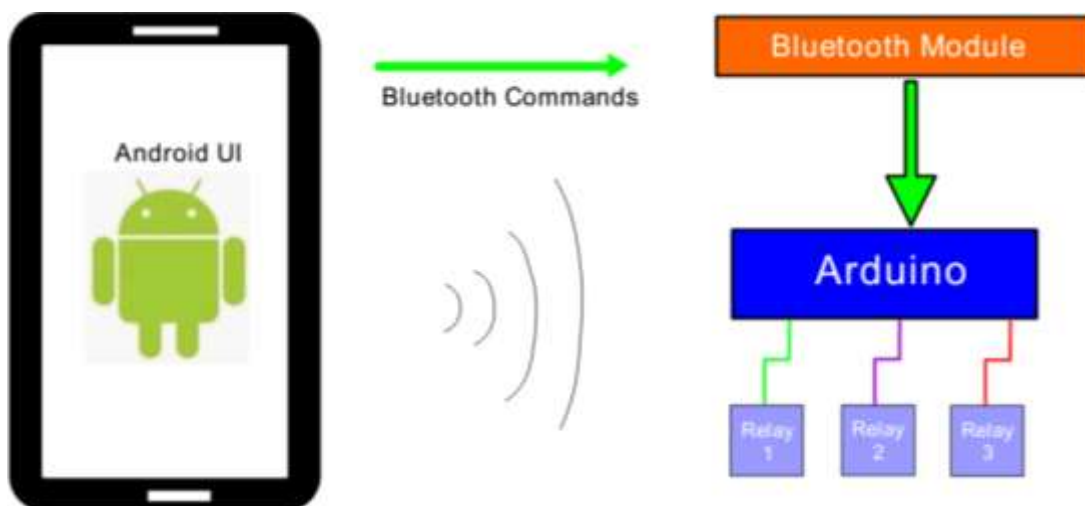 Bluetooth Module
Bluetooth Commands
Android UI
Arduino
Relay
1
Relay
2
Relay
3